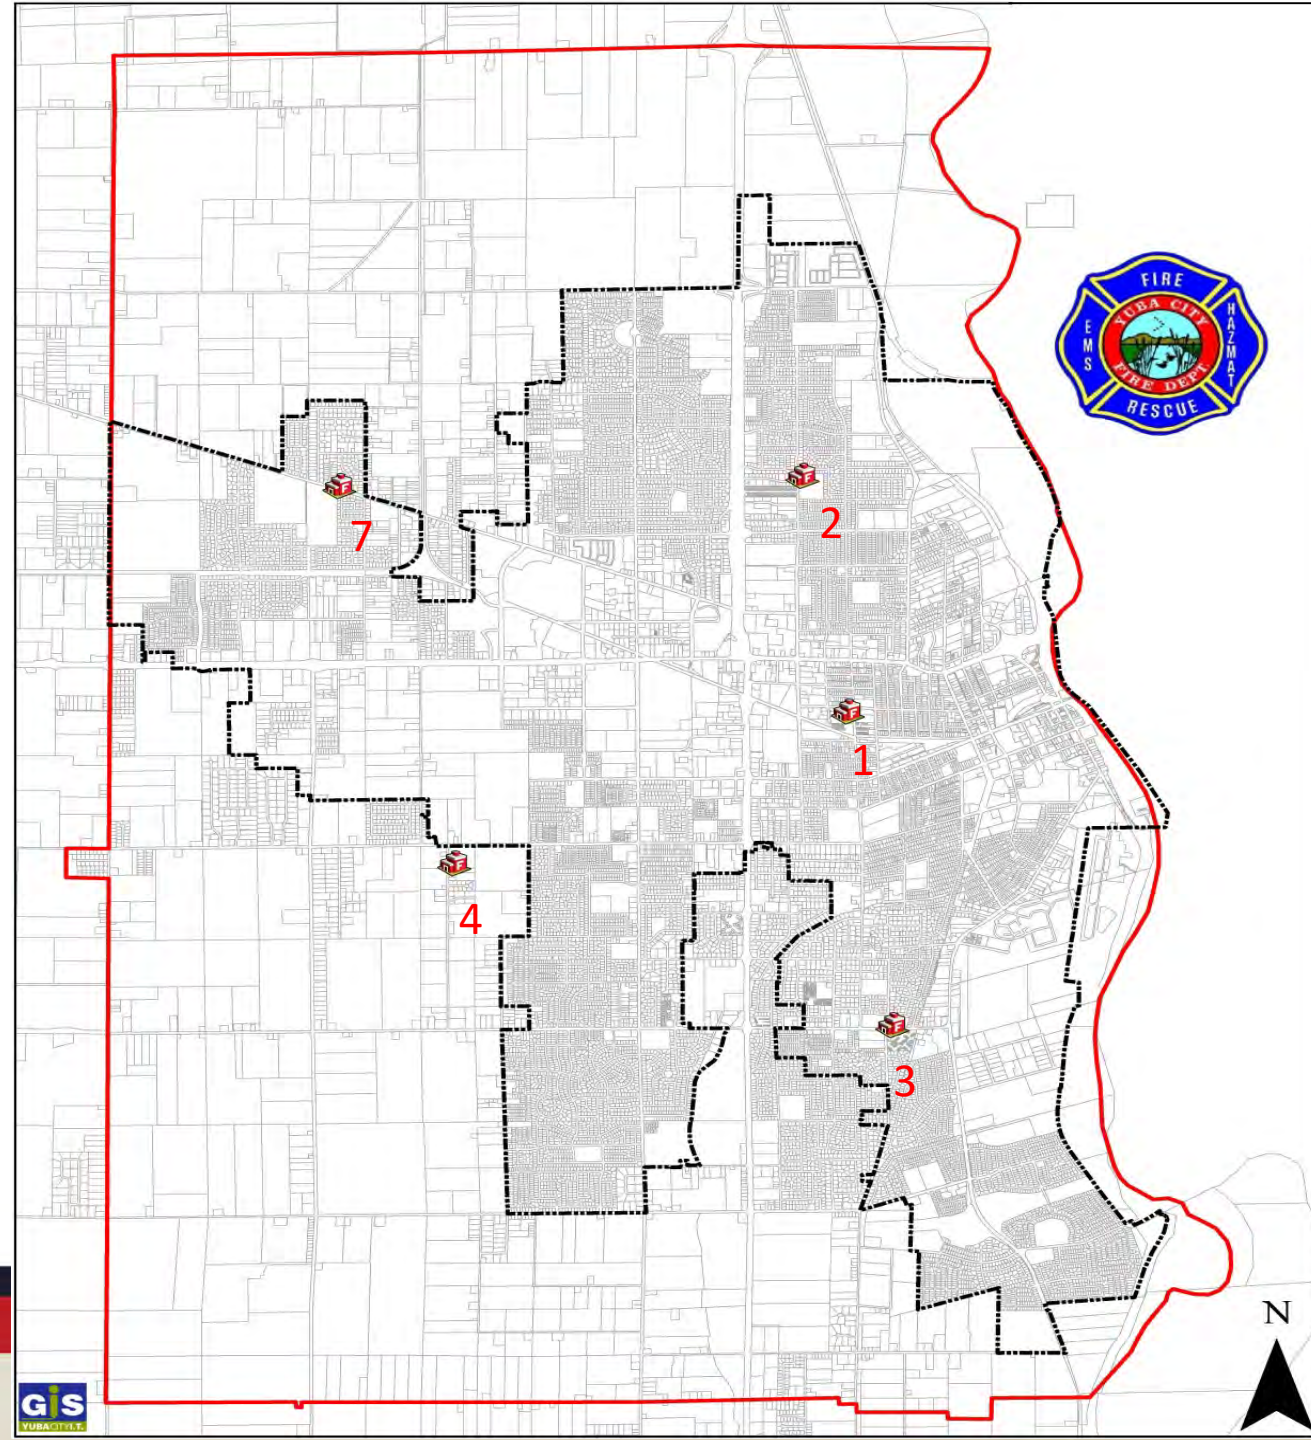 FIRE
HAZMAT
EMS
YUBA CITY
FIRE DEPT.
RESCUE
2
7
1
4
3
N
GIS
YUBA CITY I.T.